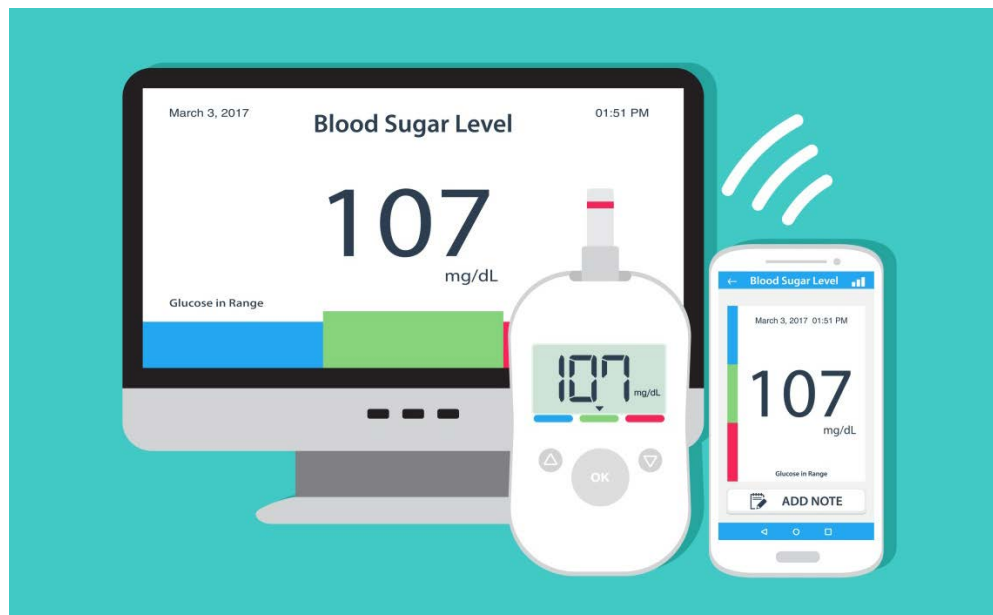 March 3, 2017
Blood Sugar Level
01:51 PM
107
mg/dL
Glucose in Range
107
mg/dL
OK
Blood Sugar Level
March 3, 2017 01:51 PM
107
mg/dL
Glucose in Range
ADD NOTE